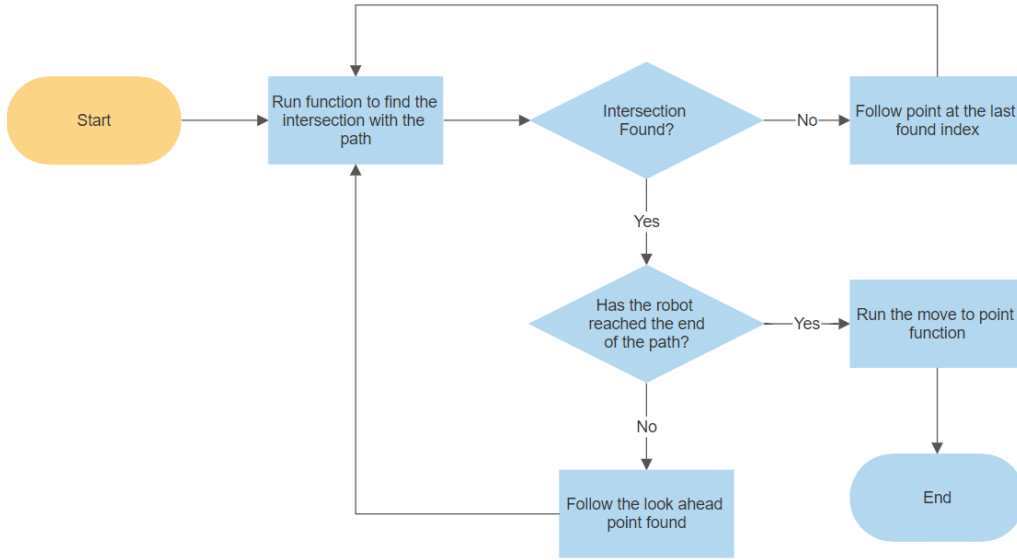 Start
Run function to find the
intersection with the
path
Intersection
Found?
No
Follow point at the last
found index
Yes
Has the robot
reached the end
of the path?
Yes
Run the move to point
function
No
Follow the look ahead
point found
End